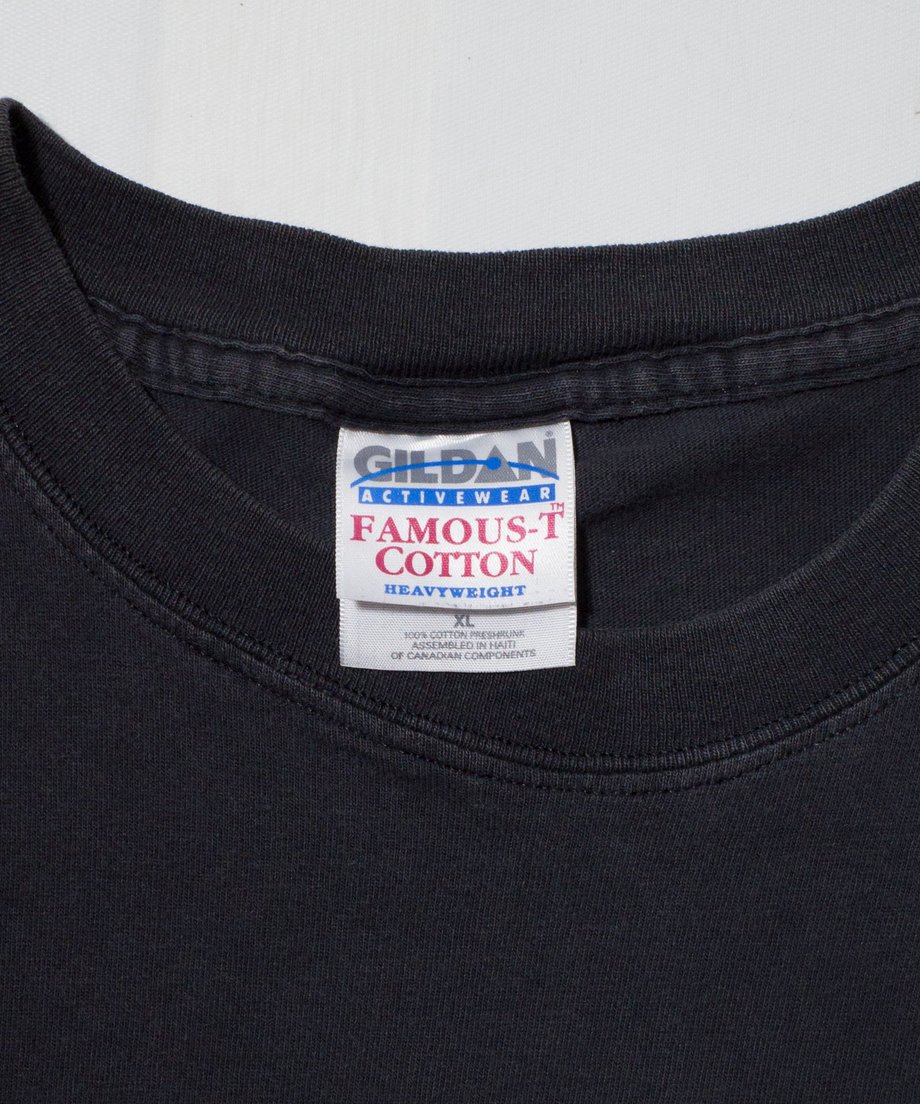 GILDAN®
ACTIVEWEAR
FAMOUS-T™
COTTON
HEAVYWEIGHT
XL
100% COTTON PRESHRUNK
ASSEMBLED IN HAITI
OF CANADIAN COMPONENTS